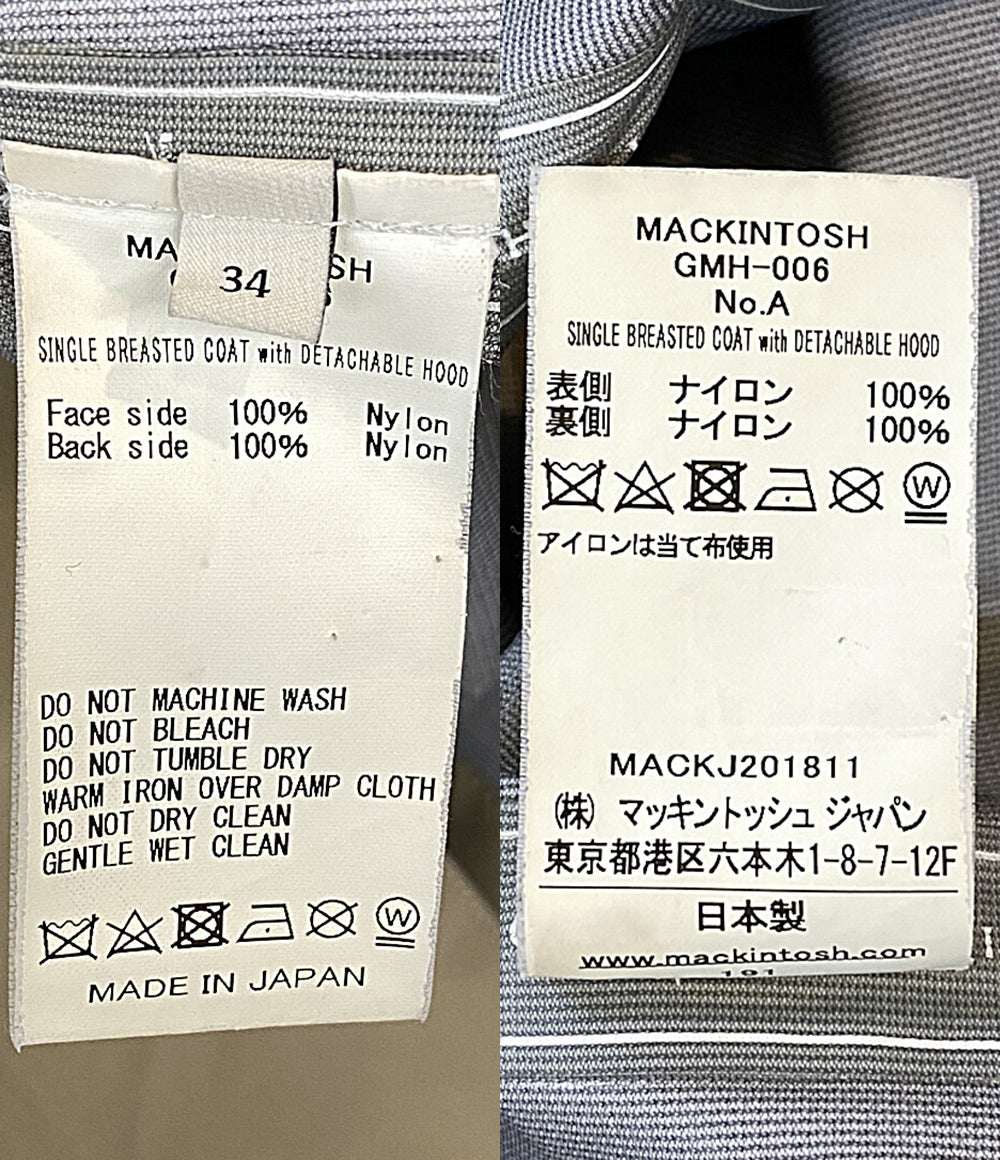 34
SINGLE BREASTED COAT with DETACHABLE HOOD
Face side 100% Nylon
Back side 100% Nylon
DO NOT MACHINE WASH
DO NOT BLEACH
DO NOT TUMBLE DRY
WARM IRON OVER DAMP CLOTH
DO NOT DRY CLEAN
GENTLE WET CLEAN
W
MADE IN JAPAN
MACKINTOSH
GMH-006
No.A
SINGLE BREASTED COAT with DETACHABLE HOOD
表側 ナイロン 100%
裏側 ナイロン 100%
W
アイロンは当て布使用
MACKJ201811
(株) マッキントッシュ ジャパン
東京都港区六本木1-8-7-12F
日本製
www.mackintosh.com